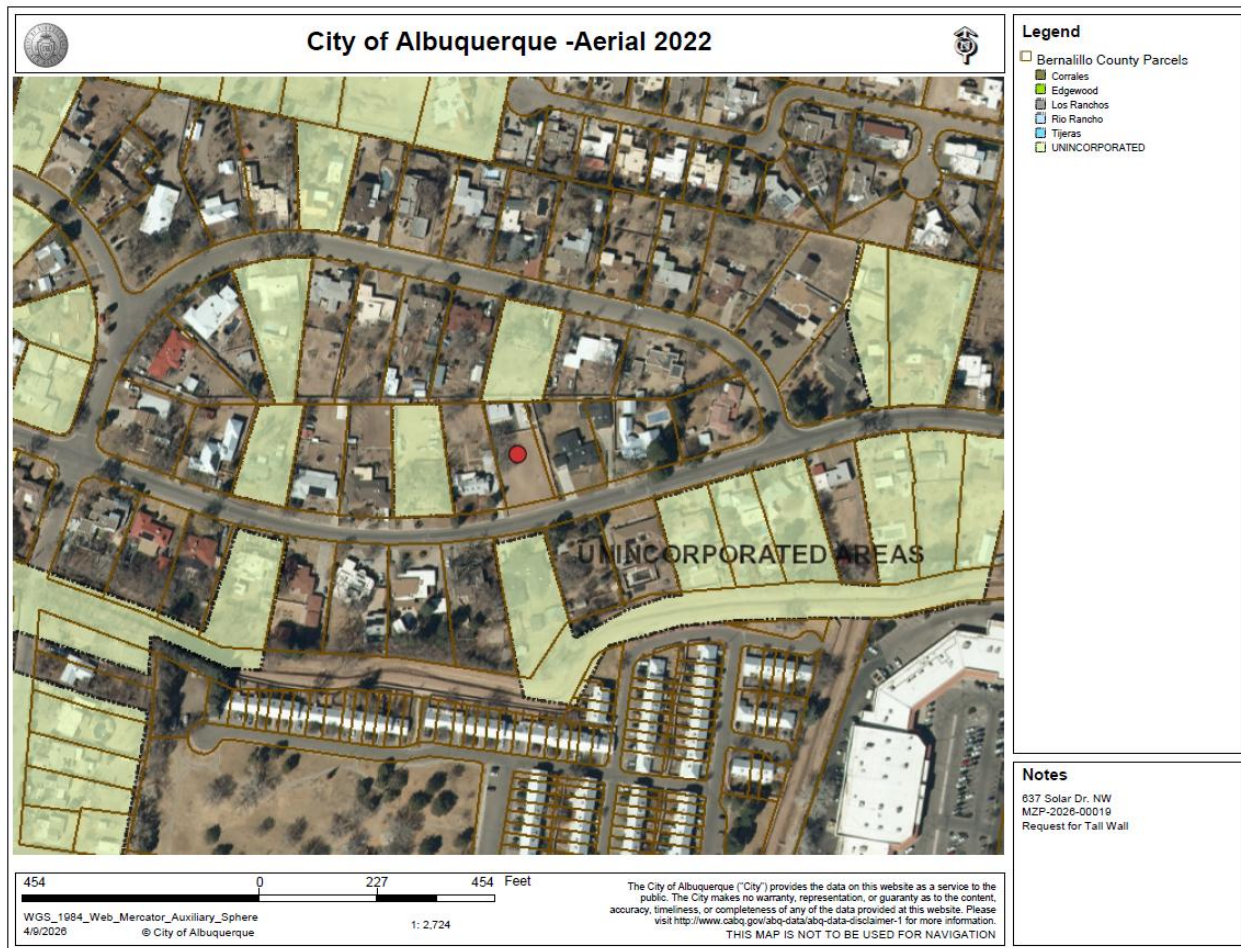 City of Albuquerque -Aerial 2022
Legend
Bernalillo County Parcels
Corrales
Edgewood
Los Ranchos
Rio Rancho
Tijeras
UNINCORPORATED
UNINCORPORATED AREAS
Notes
637 Solar Dr. NW
MZP-2026-00019
Request for Tall Wall
454 0 227 454 Feet
WGS_1984_Web_Mercator_Auxiliary_Sphere
4/9/2026 © City of Albuquerque
1: 2,724
The City of Albuquerque ("City") provides the data on this website as a service to the
public. The City makes no warranty, representation, or guaranty as to the content,
accuracy, timeliness, or completeness of any of the data provided at this website. Please
visit http://www.cabq.gov/abq-data/abq-data-disclaimer-1 for more information.
THIS MAP IS NOT TO BE USED FOR NAVIGATION